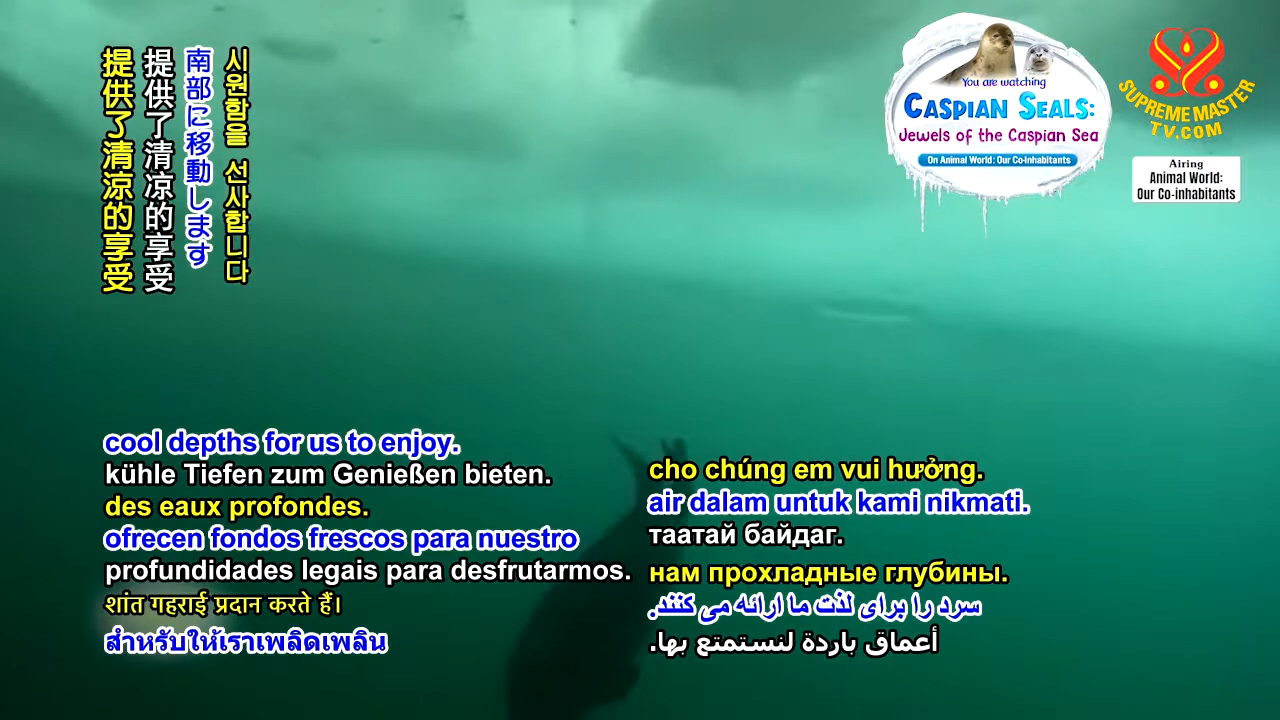 提供了清涼的享受
提供了清凉的享受
南部に移動します
시원함을 선사합니다
You are watching
CASPIAN SEALS:
Jewels of the Caspian Sea
On Animal World: Our Co-inhabitants
SUPREME MASTER
TV.COM
Airing
Animal World:
Our Co-inhabitants
cool depths for us to enjoy.
kühle Tiefen zum Genießen bieten.
des eaux profondes.
ofrecen fondos frescos para nuestro
profundidades legais para desfrutarmos.
शांत गहराई प्रदान करते हैं।
สำหรับให้เราเพลิดเพลิน
cho chúng em vui hưởng.
air dalam untuk kami nikmati.
таатай байдаг.
нам прохладные глубины.
سرد را برای لذت ما ارائه می کنند.
أعماق باردة لنستمتع بها.